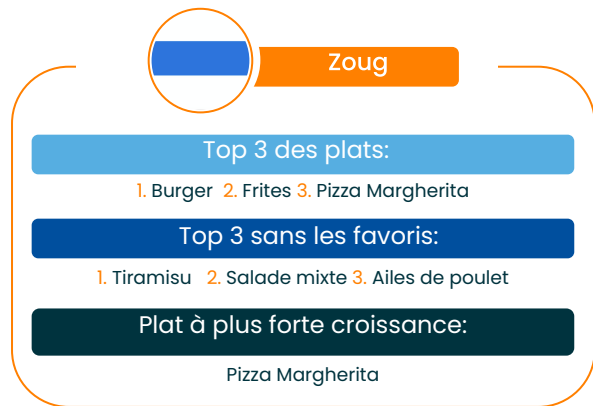 Zoug
Top 3 des plats:
1. Burger 2. Frites 3. Pizza Margherita
Top 3 sans les favoris:
1. Tiramisu 2. Salade mixte 3. Ailes de poulet
Plat à plus forte croissance:
Pizza Margherita